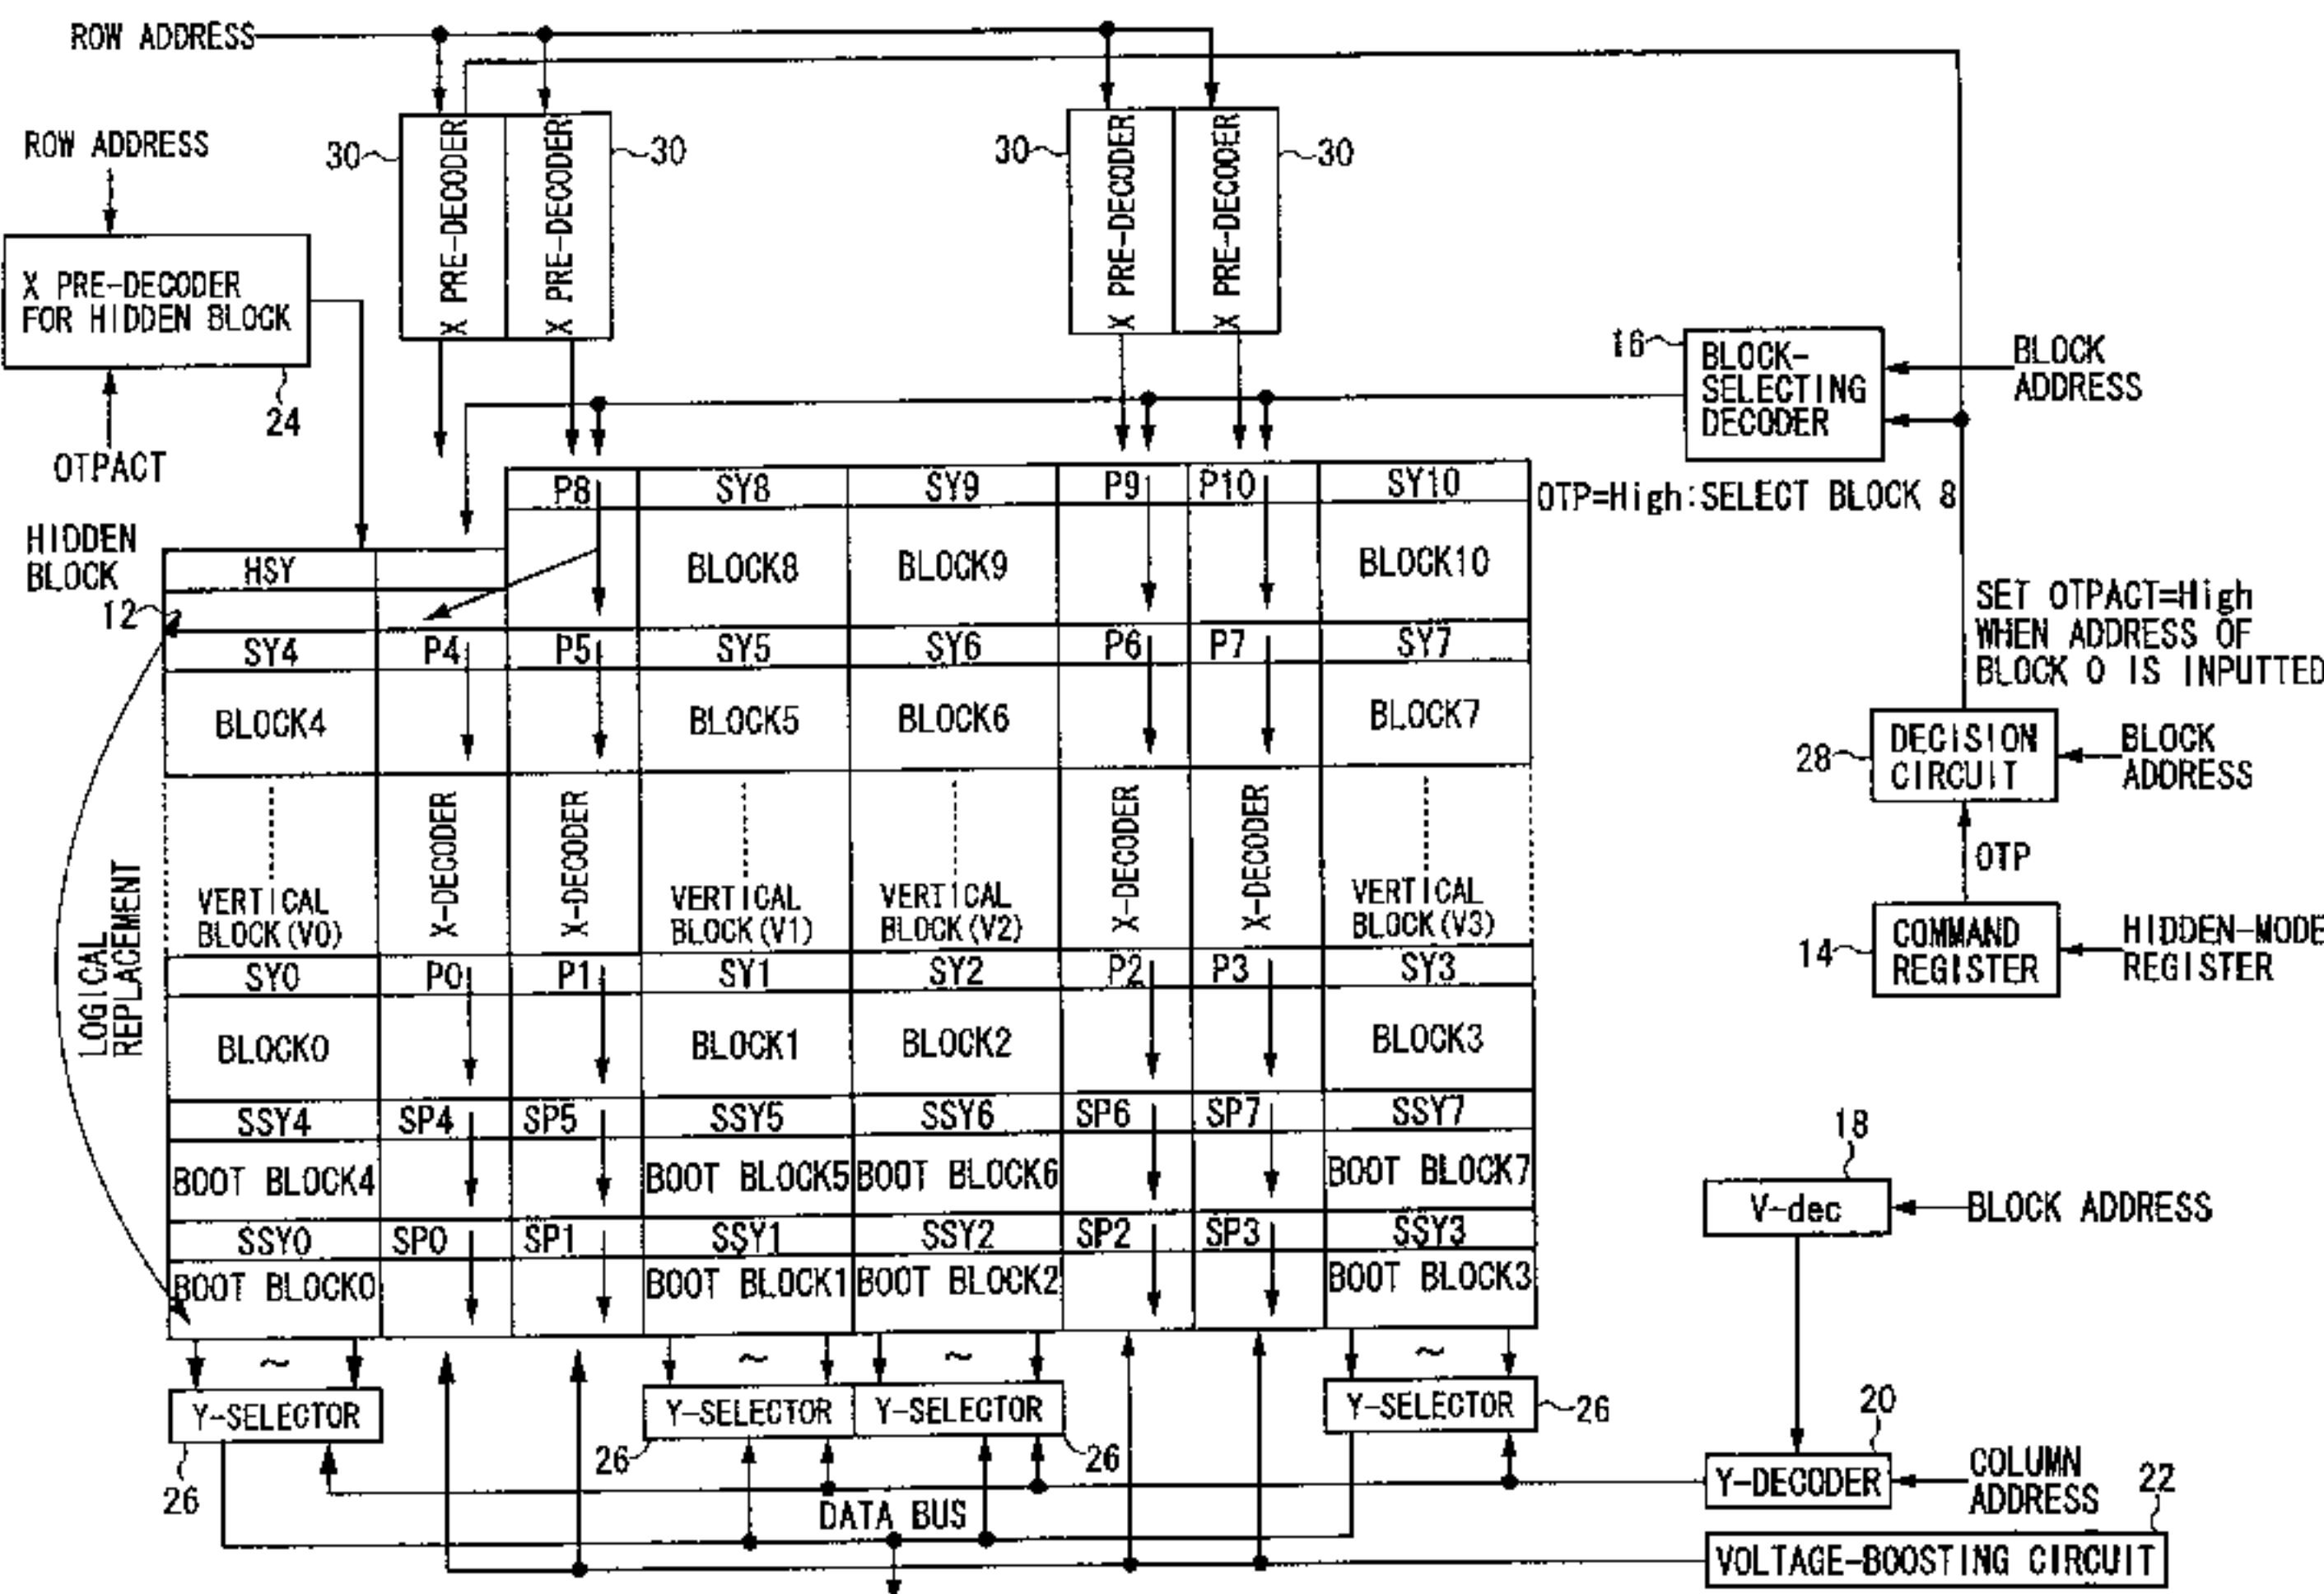 ROW ADDRESS
ROW ADDRESS
30
X PRE-DECODER
X PRE-DECODER
30
30
X PRE-DECODER
X PRE-DECODER
30
X PRE-DECODER
FOR HIDDEN BLOCK
24
OTPACT
16
BLOCK-
SELECTING
DECODER
BLOCK
ADDRESS
OTP=High:SELECT BLOCK 8
HIDDEN
BLOCK
12
P8
SY8
SY9
P9
P10
SY10
HSY
BLOCK8
BLOCK9
BLOCK10
SY4
P4
P5
SY5
SY6
P6
P7
SY7
BLOCK4
BLOCK5
BLOCK6
BLOCK7
SET OTPACT=High
WHEN ADDRESS OF
BLOCK 0 IS INPUTTED
28
DECISION
CIRCUIT
BLOCK
ADDRESS
OTP
14
COMMAND
REGISTER
HIDDEN-MODE
REGISTER
LOGICAL
REPLACEMENT
VERTICAL
BLOCK(V0)
X-DECODER
X-DECODER
VERTICAL
BLOCK(V1)
VERTICAL
BLOCK(V2)
X-DECODER
X-DECODER
VERTICAL
BLOCK(V3)
SY0
P0
P1
SY1
SY2
P2
P3
SY3
BLOCK0
BLOCK1
BLOCK2
BLOCK3
SSY4
SP4
SP5
SSY5
SSY6
SP6
SP7
SSY7
BOOT BLOCK4
BOOT BLOCK5
BOOT BLOCK6
BOOT BLOCK7
SSY0
SP0
SP1
SSY1
SSY2
SP2
SP3
SSY3
BOOT BLOCK0
BOOT BLOCK1
BOOT BLOCK2
BOOT BLOCK3
18
V-dec
BLOCK ADDRESS
~
~
~
~
Y-SELECTOR
26
Y-SELECTOR
26
Y-SELECTOR
26
Y-SELECTOR
26
20
Y-DECODER
COLUMN
ADDRESS
DATA BUS
22
VOLTAGE-BOOSTING CIRCUIT